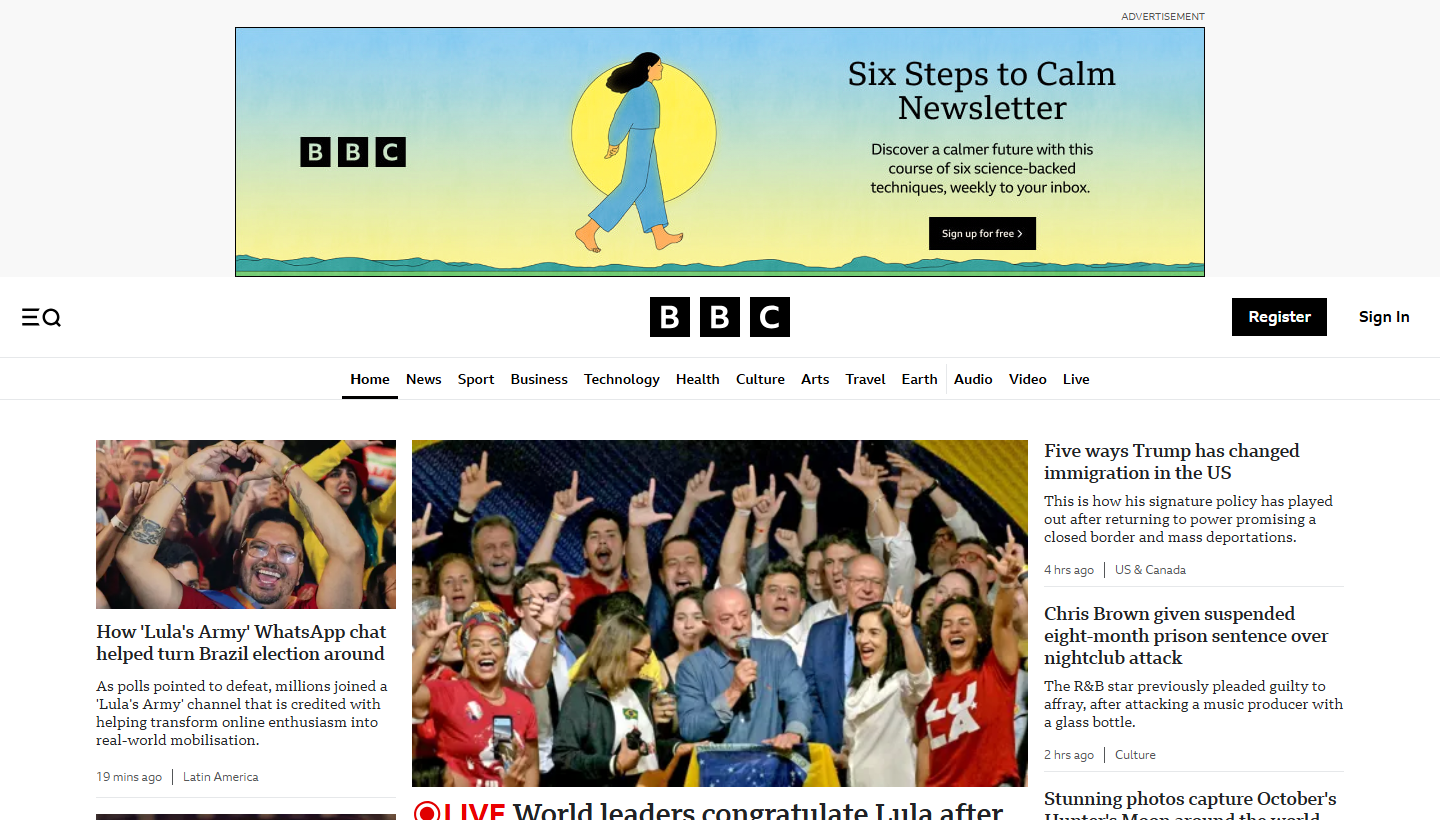 ADVERTISEMENT
BBC
Six Steps to Calm
Newsletter
Discover a calmer future with this
course of six science-backed
techniques, weekly to your inbox.
Sign up for free >
BBC
Register
Sign In
Home News Sport Business Technology Health Culture Arts Travel Earth Audio Video Live
How 'Lula's Army' WhatsApp chat
helped turn Brazil election around
As polls pointed to defeat, millions joined a
'Lula's Army' channel that is credited with
helping transform online enthusiasm into
real-world mobilisation.
19 mins ago | Latin America
LULA
LIVE World leaders congratulate Lula after
Five ways Trump has changed
immigration in the US
This is how his signature policy has played
out after returning to power promising a
closed border and mass deportations.
4 hrs ago | US & Canada
Chris Brown given suspended
eight-month prison sentence over
nightclub attack
The R&B star previously pleaded guilty to
affray, after attacking a music producer with
a glass bottle.
2 hrs ago | Culture
Stunning photos capture October's
Hunter's Moon around the world